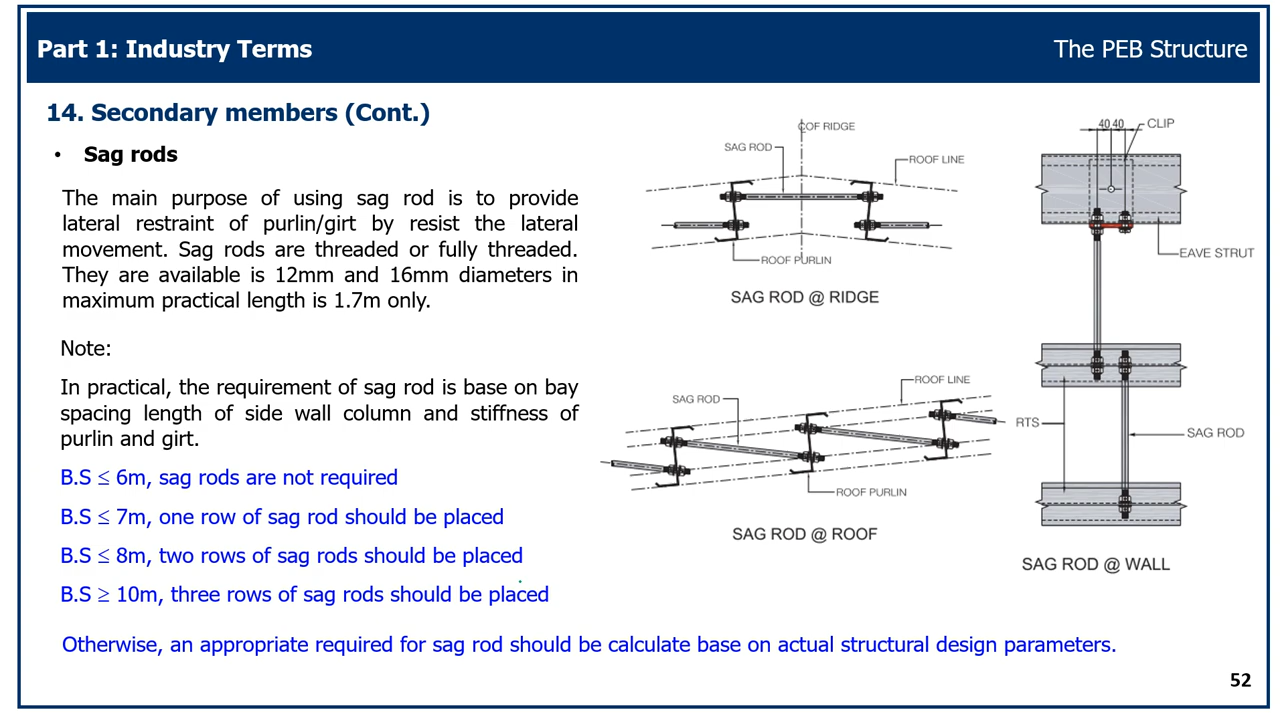 Part 1: Industry Terms
The PEB Structure
14. Secondary members (Cont.)
• Sag rods
The main purpose of using sag rod is to provide
lateral restraint of purlin/girt by resist the lateral
movement. Sag rods are threaded or fully threaded.
They are available is 12mm and 16mm diameters in
maximum practical length is 1.7m only.
Note:
In practical, the requirement of sag rod is base on bay
spacing length of side wall column and stiffness of
purlin and girt.
B.S ≤ 6m, sag rods are not required
B.S ≤ 7m, one row of sag rod should be placed
B.S ≤ 8m, two rows of sag rods should be placed
B.S ≥ 10m, three rows of sag rods should be placed
Otherwise, an appropriate required for sag rod should be calculate base on actual structural design parameters.
COF RIDGE
SAG ROD
ROOF LINE
ROOF PURLIN
SAG ROD @ RIDGE
ROOF LINE
SAG ROD
ROOF PURLIN
SAG ROD @ ROOF
40 40
CLIP
EAVE STRUT
RTS
SAG ROD
SAG ROD @ WALL
52